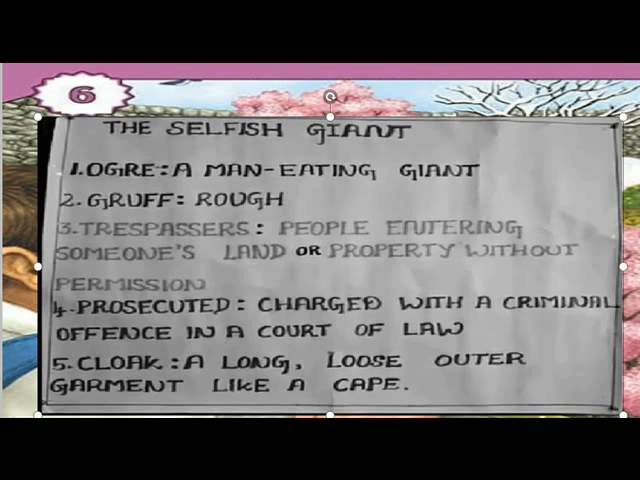 6
THE SELFISH GIANT
1.OGRE:A MAN-EATING GIANT
2.GRUFF: ROUGH
3.TRESPASSERS: PEOPLE ENTERING
SOMEONE'S LAND OR PROPERTY WITHOUT
PERMISSION
4.PROSECUTED: CHARGED WITH A CRIMINAL
OFFENCE IN A COURT OF LAW
5.CLOAK:A LONG, LOOSE OUTER
GARMENT LIKE A CAPE.